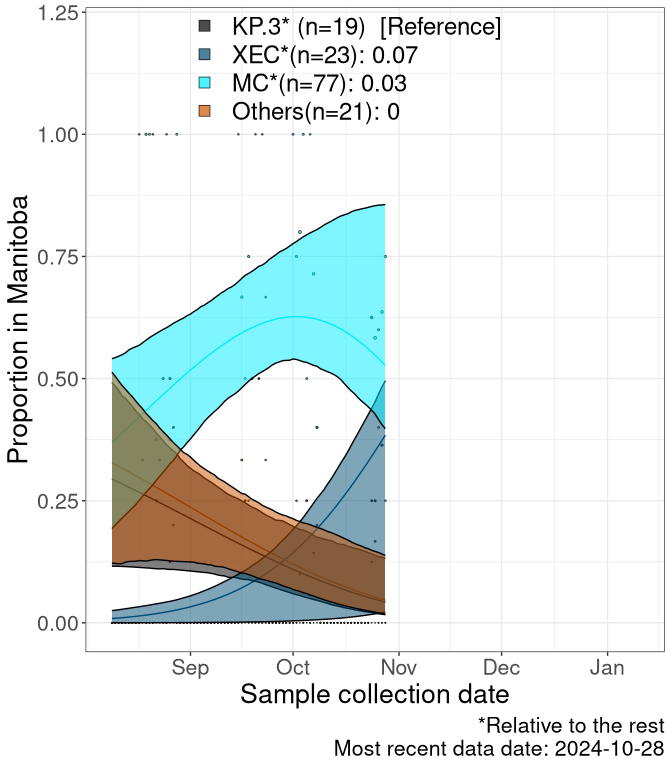 KP.3* (n=19)  [Reference]
XEC*(n=23): 0.07
MC*(n=77): 0.03
Others(n=21): 0
Proportion in Manitoba
1.25
1.00
0.75
0.50
0.25
0.00
Sep Oct Nov Dec Jan
Sample collection date
*Relative to the rest
Most recent data date: 2024-10-28